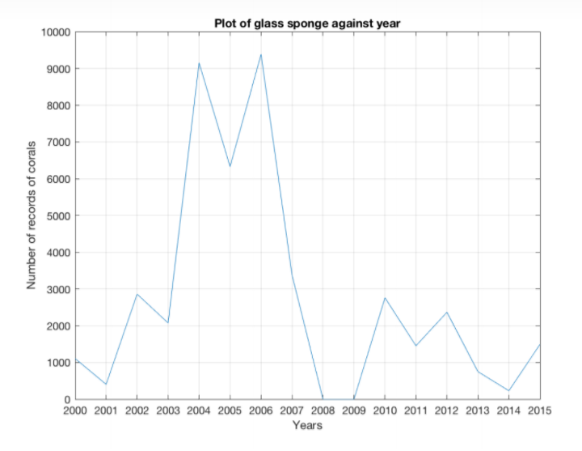 Plot of glass sponge against year
10000
9000
8000
7000
6000
5000
4000
3000
2000
1000
0
Number of records of corals
2000 2001 2002 2003 2004 2005 2006 2007 2008 2009 2010 2011 2012 2013 2014 2015
Years